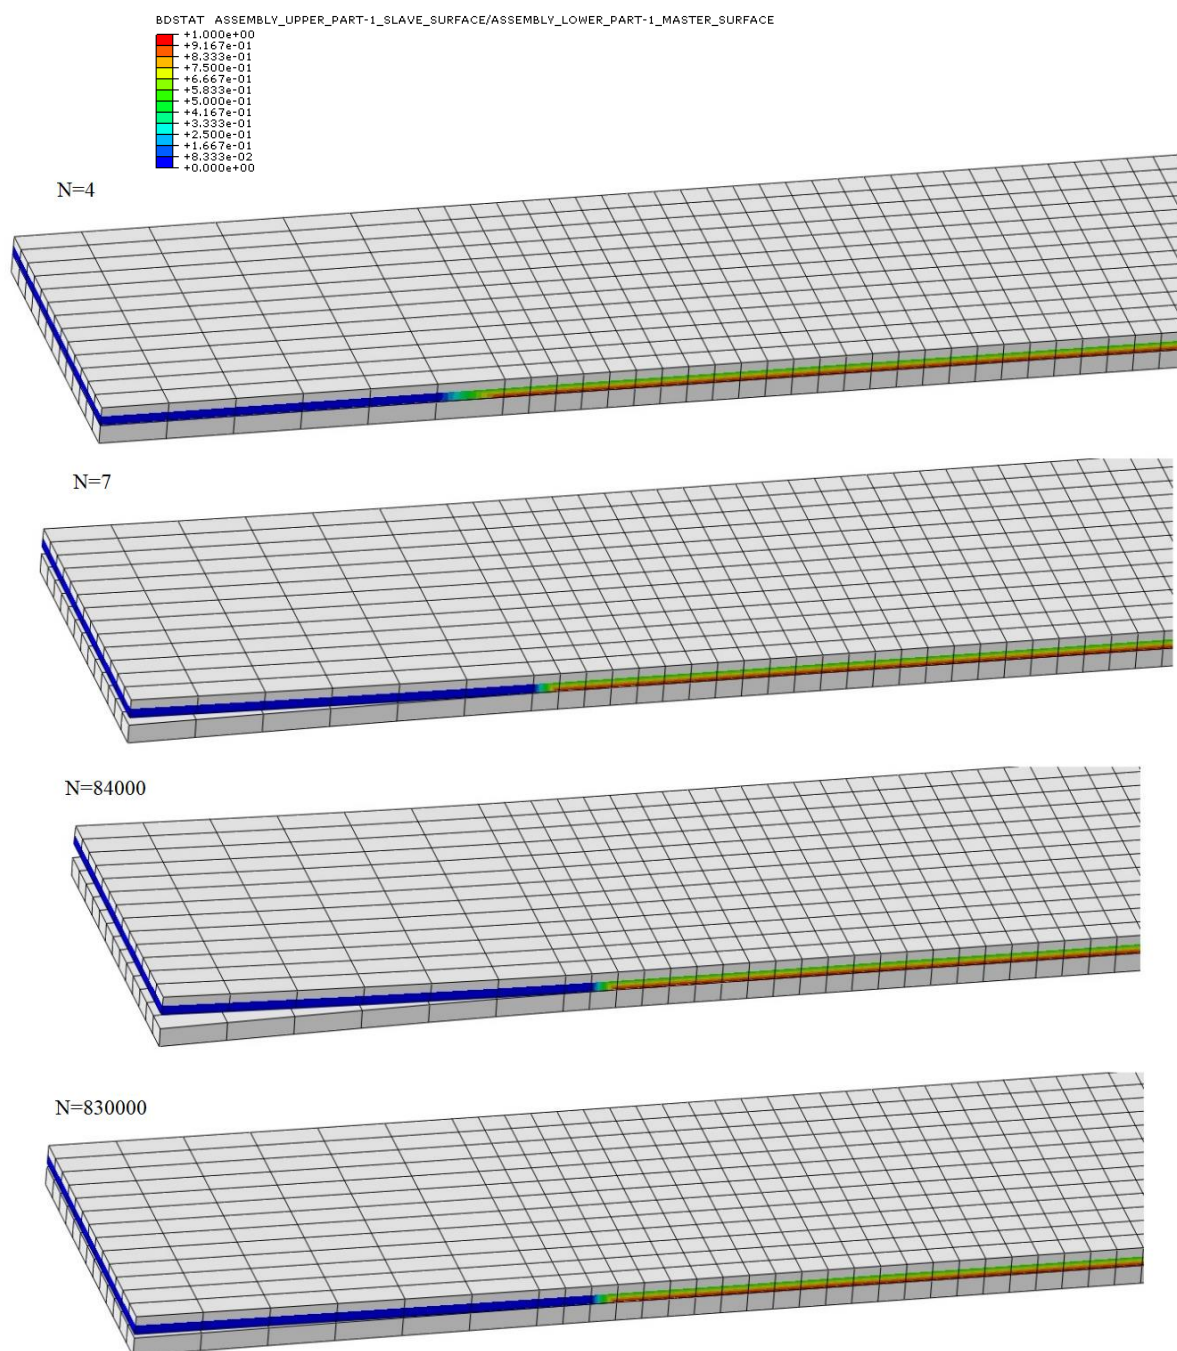 BDSTAT ASSEMBLY_UPPER_PART-1_SLAVE_SURFACE/ASSEMBLY_LOWER_PART-1_MASTER_SURFACE
+1.000e+00
+9.167e-01
+8.333e-01
+7.500e-01
+6.667e-01
+5.833e-01
+5.000e-01
+4.167e-01
+3.333e-01
+2.500e-01
+1.667e-01
+8.333e-02
+0.000e+00
N=4
N=7
N=84000
N=830000